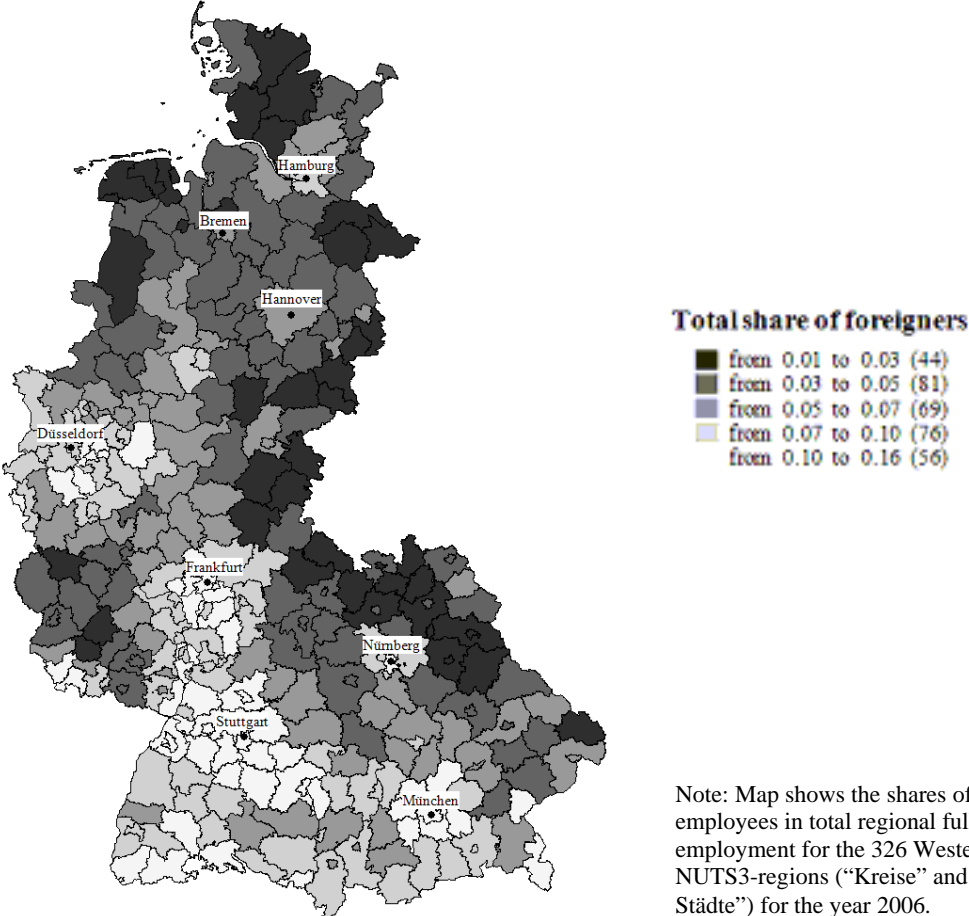 Hamburg
Bremen
Hannover
Düsseldorf
Frankfurt
Nürnberg
Stuttgart
München
Total share of foreigners
from 0.01 to 0.03 (44)
from 0.03 to 0.05 (81)
from 0.05 to 0.07 (69)
from 0.07 to 0.10 (76)
from 0.10 to 0.16 (56)
Note: Map shows the shares of
employees in total regional ful
employment for the 326 Weste
NUTS3-regions (“Kreise” and
Städte”) for the year 2006.